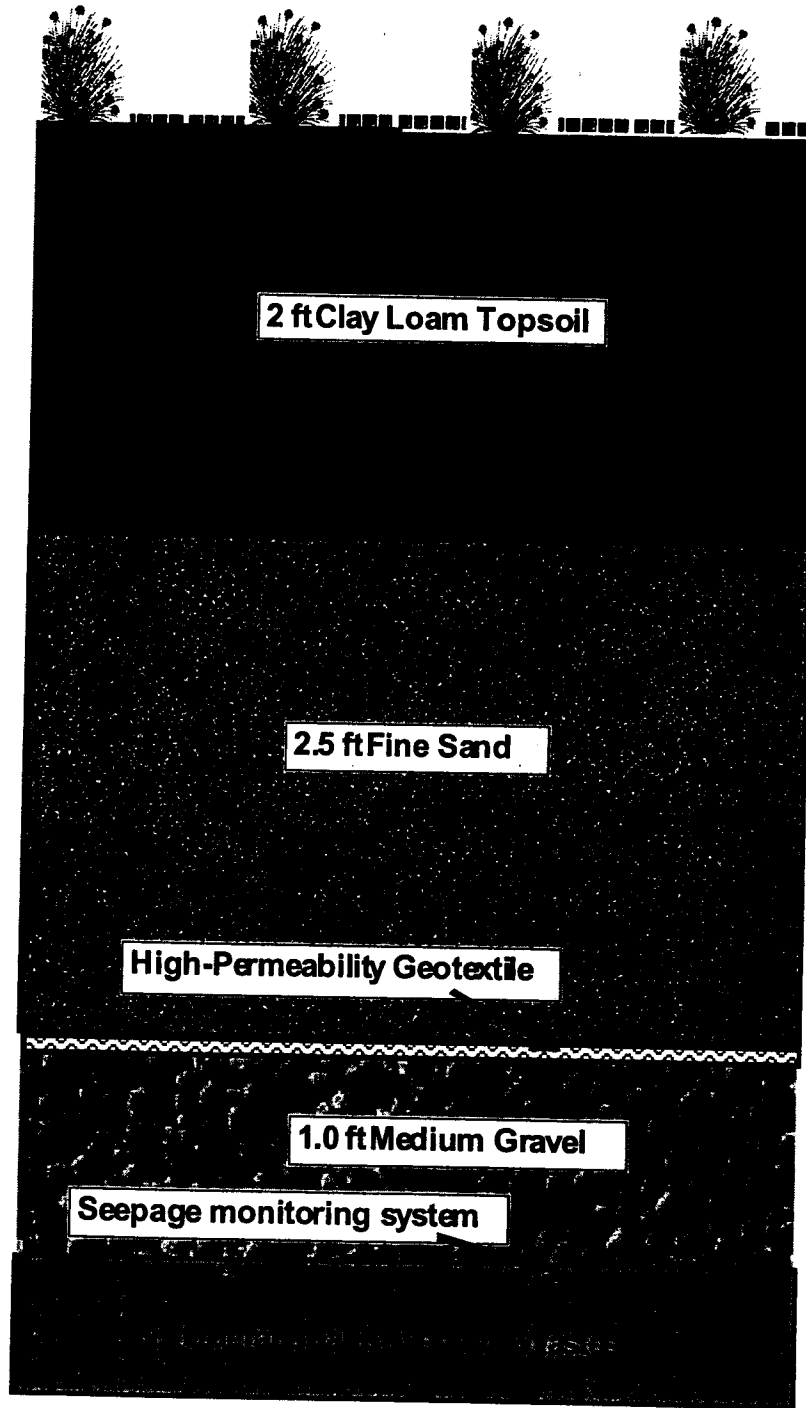 2 ft Clay Loam Topsoil
2.5 ft Fine Sand
High-Permeability Geotextile
1.0 ft Medium Gravel
Seepage monitoring system